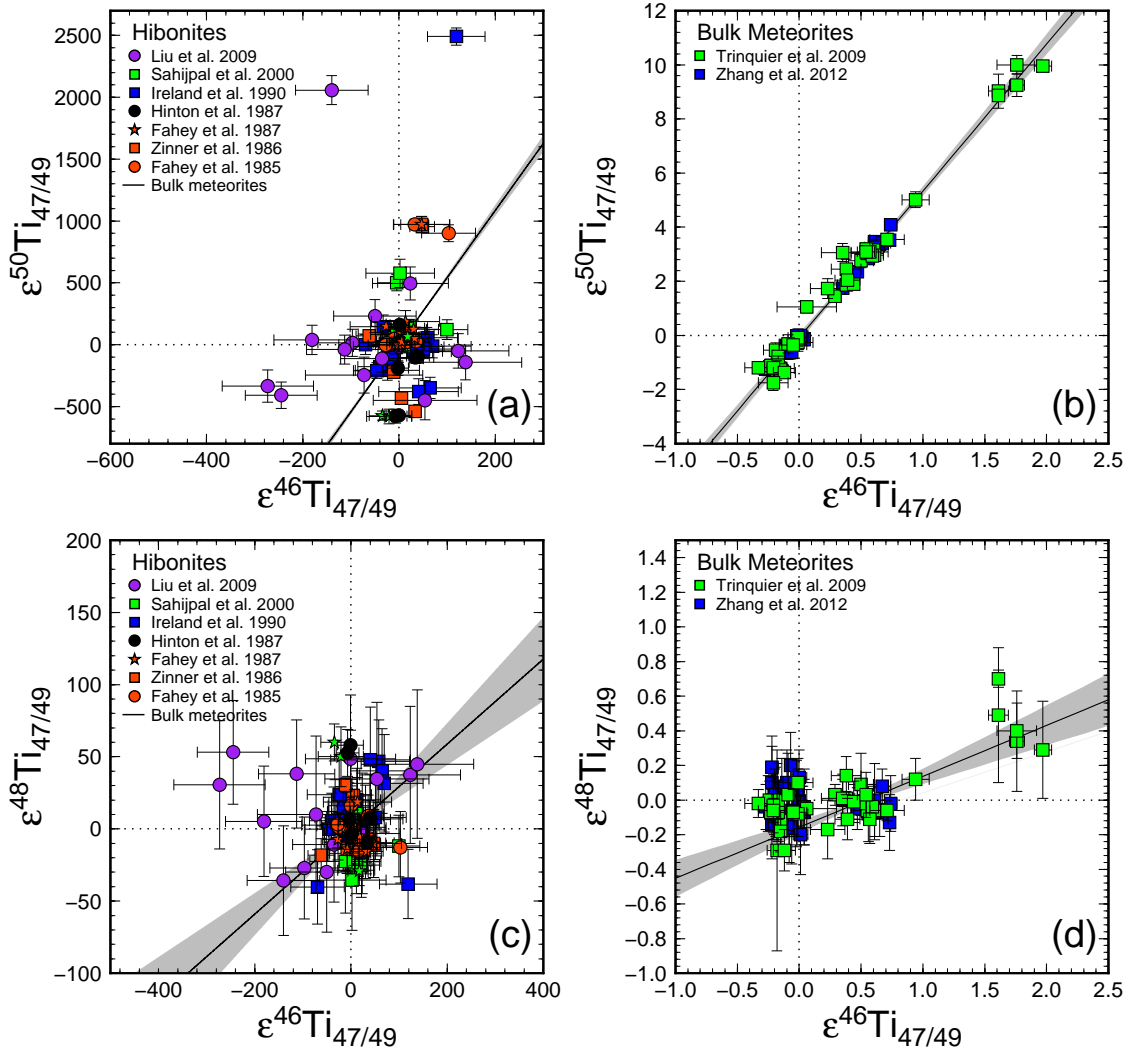 Hibonites
Liu et al. 2009
Sahijpal et al. 2000
Ireland et al. 1990
Hinton et al. 1987
Fahey et al. 1987
Zinner et al. 1986
Fahey et al. 1985
Bulk meteorites
2500
2000
1500
1000
500
0
−500
ε⁵⁰Ti₄₇/₄₉
(a)
−600 −400 −200 0 200
ε⁴⁶Ti₄₇/₄₉
Bulk Meteorites
Trinquier et al. 2009
Zhang et al. 2012
12
10
8
6
4
2
0
−2
−4
ε⁵⁰Ti₄₇/₄₉
(b)
−1.0 −0.5 0.0 0.5 1.0 1.5 2.0 2.5
ε⁴⁶Ti₄₇/₄₉
Hibonites
Liu et al. 2009
Sahijpal et al. 2000
Ireland et al. 1990
Hinton et al. 1987
Fahey et al. 1987
Zinner et al. 1986
Fahey et al. 1985
Bulk meteorites
200
150
100
50
0
−50
−100
ε⁴⁸Ti₄₇/₄₉
(c)
−400 −200 0 200 400
ε⁴⁶Ti₄₇/₄₉
Bulk Meteorites
Trinquier et al. 2009
Zhang et al. 2012
1.4
1.2
1.0
0.8
0.6
0.4
0.2
0.0
−0.2
−0.4
−0.6
−0.8
−1.0
ε⁴⁸Ti₄₇/₄₉
(d)
−1.0 −0.5 0.0 0.5 1.0 1.5 2.0 2.5
ε⁴⁶Ti₄₇/₄₉